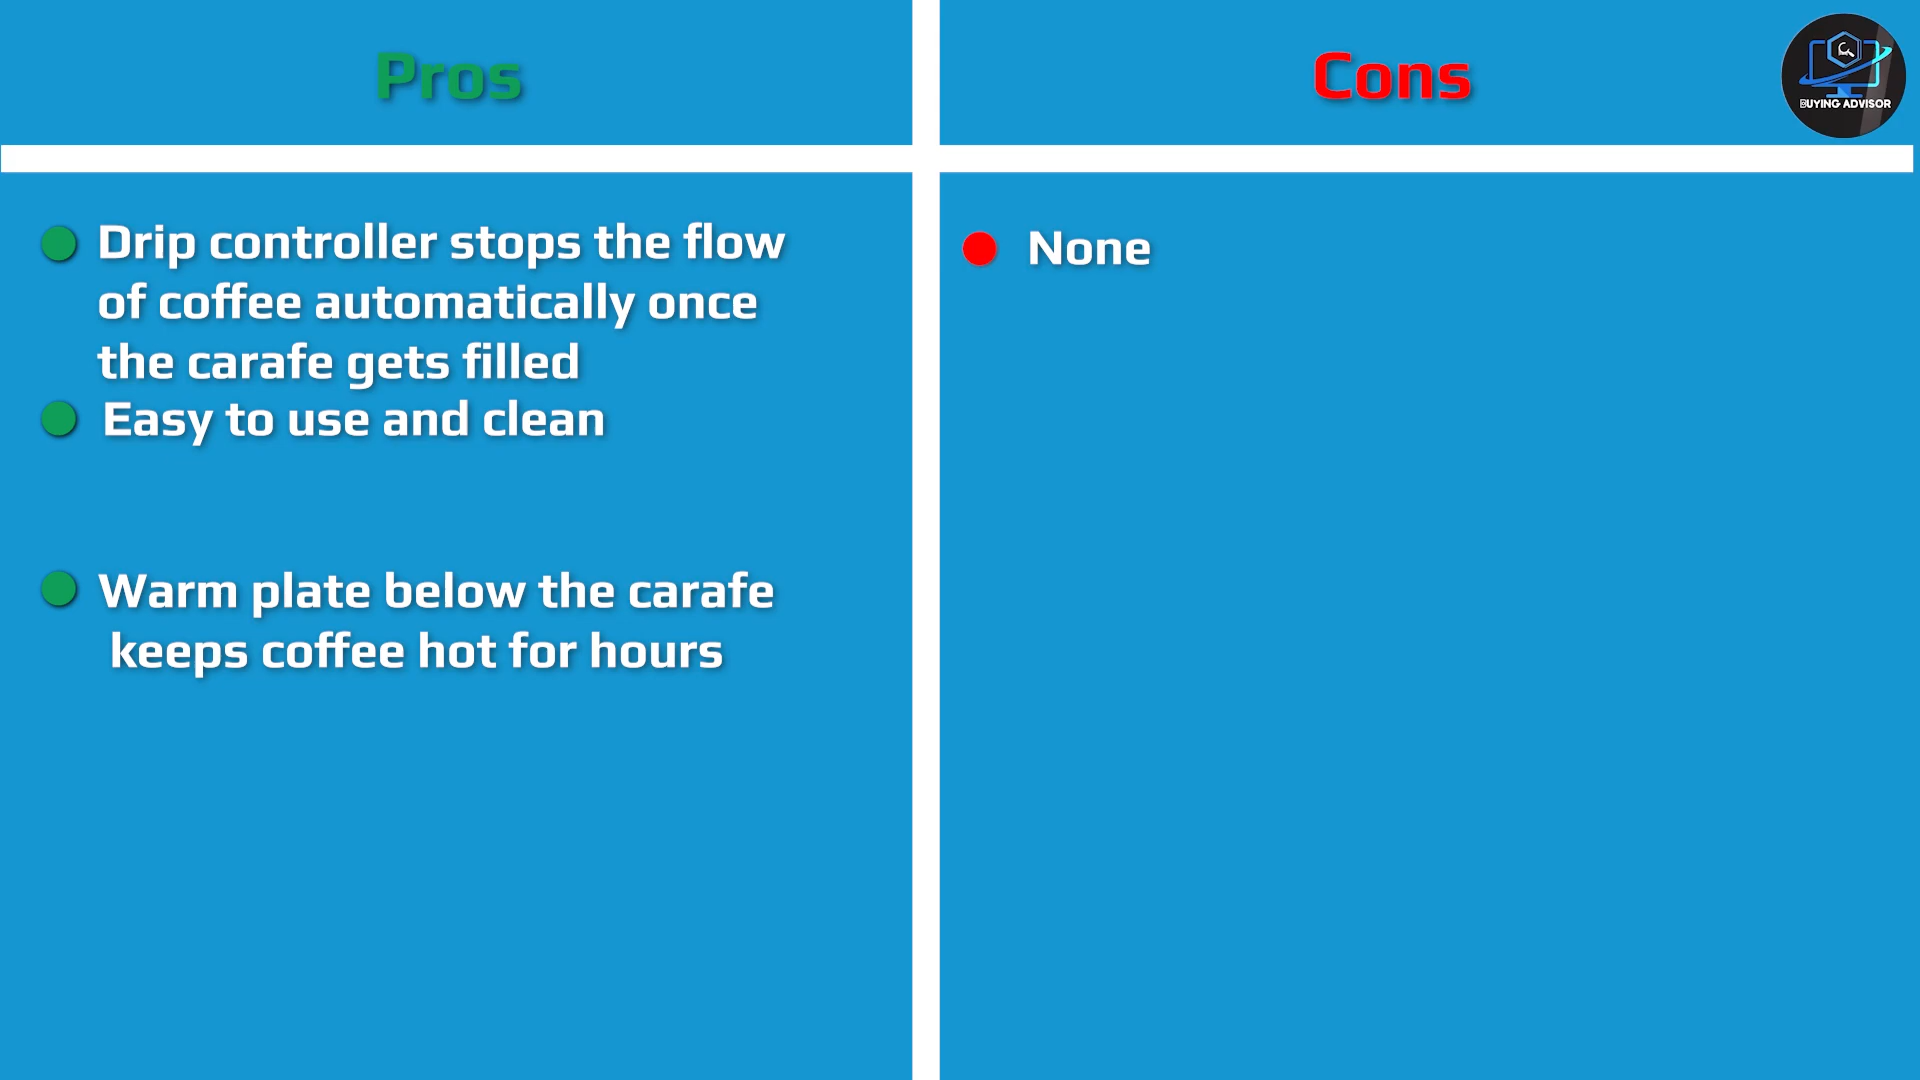 Pros
Cons
BUYING ADVISOR
Drip controller stops the flow
of coffee automatically once
the carafe gets filled
Easy to use and clean
Warm plate below the carafe
keeps coffee hot for hours
None